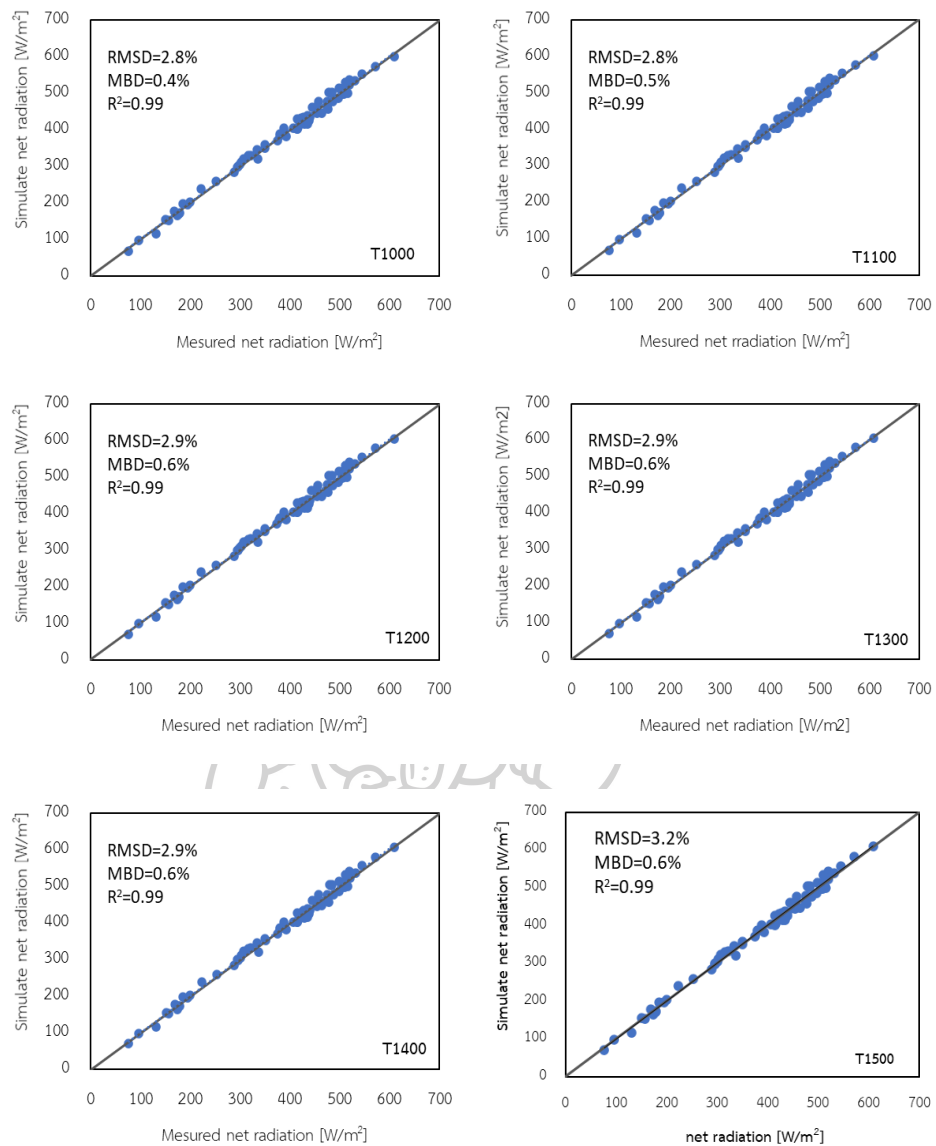 Simulate net radiation [W/m²]
700
600
500
400
300
200
100
0
RMSD=2.8%
MBD=0.4%
R²=0.99
T1000
0 100 200 300 400 500 600 700
Mesured net radiation [W/m²]
Simulate net radiation [W/m²]
700
600
500
400
300
200
100
0
RMSD=2.8%
MBD=0.5%
R²=0.99
T1100
0 100 200 300 400 500 600 700
Mesured net rradiation [W/m²]
Simulate net radiation [W/m²]
700
600
500
400
300
200
100
0
RMSD=2.9%
MBD=0.6%
R²=0.99
T1200
0 100 200 300 400 500 600 700
Mesured net radiation [W/m²]
Simulate net radiation [W/m2]
700
600
500
400
300
200
100
0
RMSD=2.9%
MBD=0.6%
R²=0.99
T1300
0 100 200 300 400 500 600 700
Meaured net radiation [W/m2]
Simulate net radiation [W/m²]
700
600
500
400
300
200
100
0
RMSD=2.9%
MBD=0.6%
R²=0.99
T1400
0 100 200 300 400 500 600 700
Mesured net radiation [W/m²]
Simulate net radiation [W/m²]
700
600
500
400
300
200
100
0
RMSD=3.2%
MBD=0.6%
R²=0.99
T1500
0 100 200 300 400 500 600 700
net radiation [W/m²]